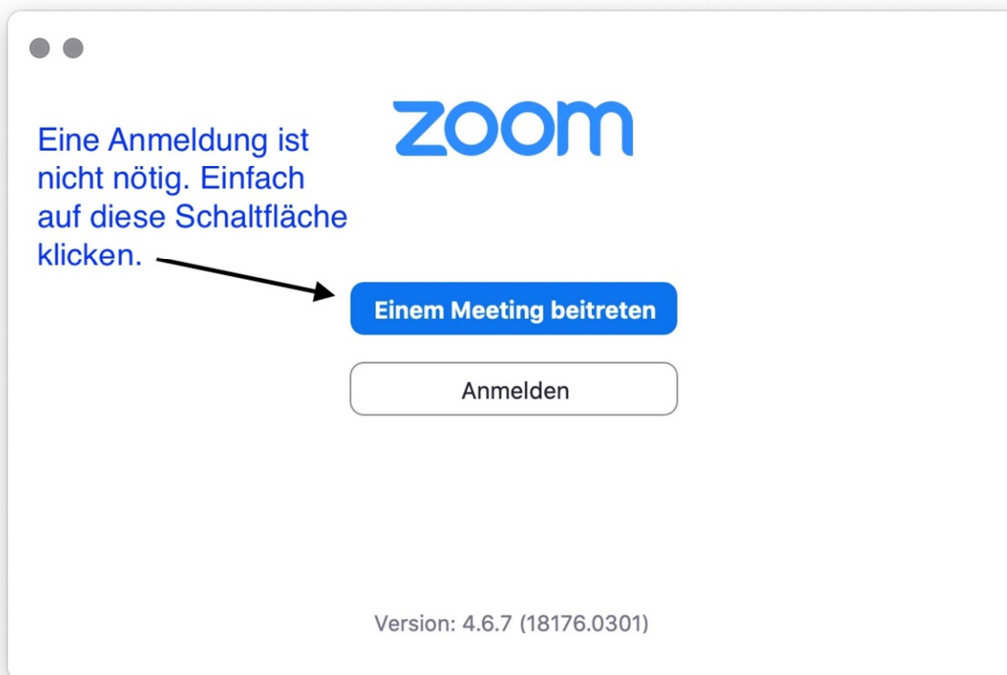 zoom
Eine Anmeldung ist
nicht nötig. Einfach
auf diese Schaltfläche
klicken.
Einem Meeting beitreten
Anmelden
Version: 4.6.7 (18176.0301)